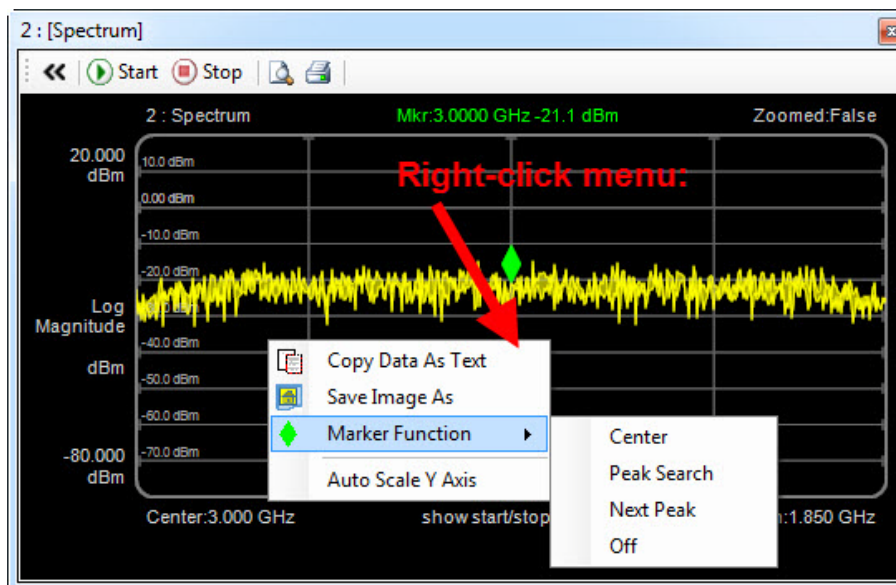 2 : [Spectrum]
Start Stop
2 : Spectrum Mkr:3.0000 GHz -21.1 dBm Zoomed:False
20.000
dBm
10.0 dBm
Right-click menu:
0.00 dBm
-10.0 dBm
-20.0 dBm
Log
Magnitude
dBm
-40.0 dBm
-50.0 dBm
-60.0 dBm
-70.0 dBm
-80.000
dBm
Copy Data As Text
Save Image As
Marker Function
Auto Scale Y Axis
Center
Peak Search
Next Peak
Off
Center:3.000 GHz show start/stop :1.850 GHz